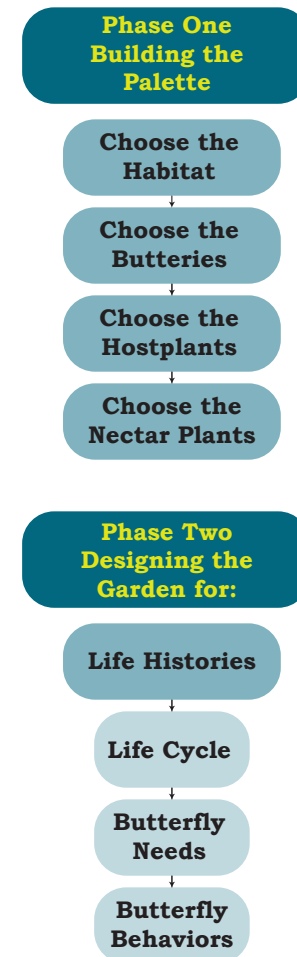 Phase One
Building the
Palette
Choose the
Habitat
Choose the
Butteries
Choose the
Hostplants
Choose the
Nectar Plants
Phase Two
Designing the
Garden for:
Life Histories
Life Cycle
Butterfly
Needs
Butterfly
Behaviors